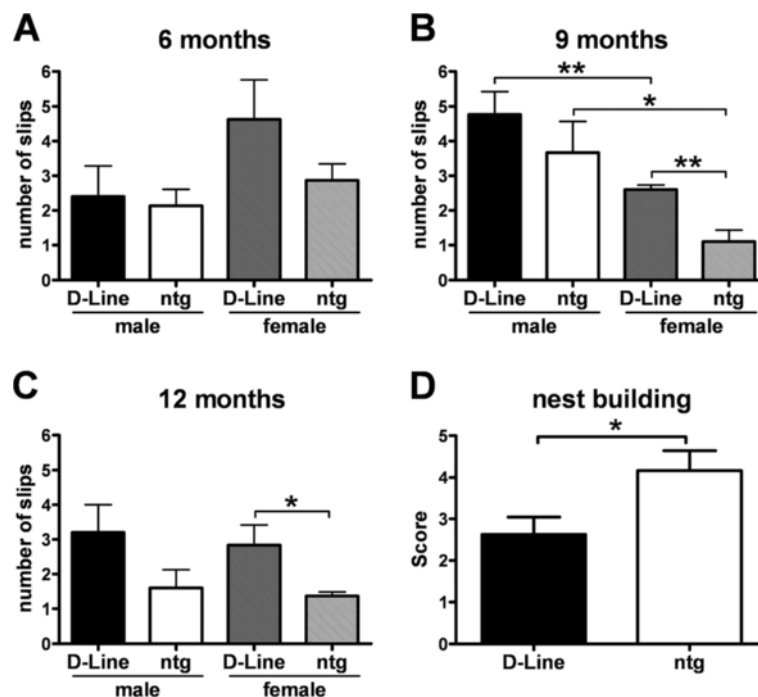 A
6 months
number of slips
6
5
4
3
2
1
0
D-Line ntg D-Line ntg
male female
B
9 months
number of slips
6
5
4
3
2
1
0
**
*
**
D-Line ntg D-Line ntg
male female
C
12 months
number of slips
6
5
4
3
2
1
0
*
D-Line ntg D-Line ntg
male female
D
nest building
Score
5
4
3
2
1
0
*
D-Line ntg